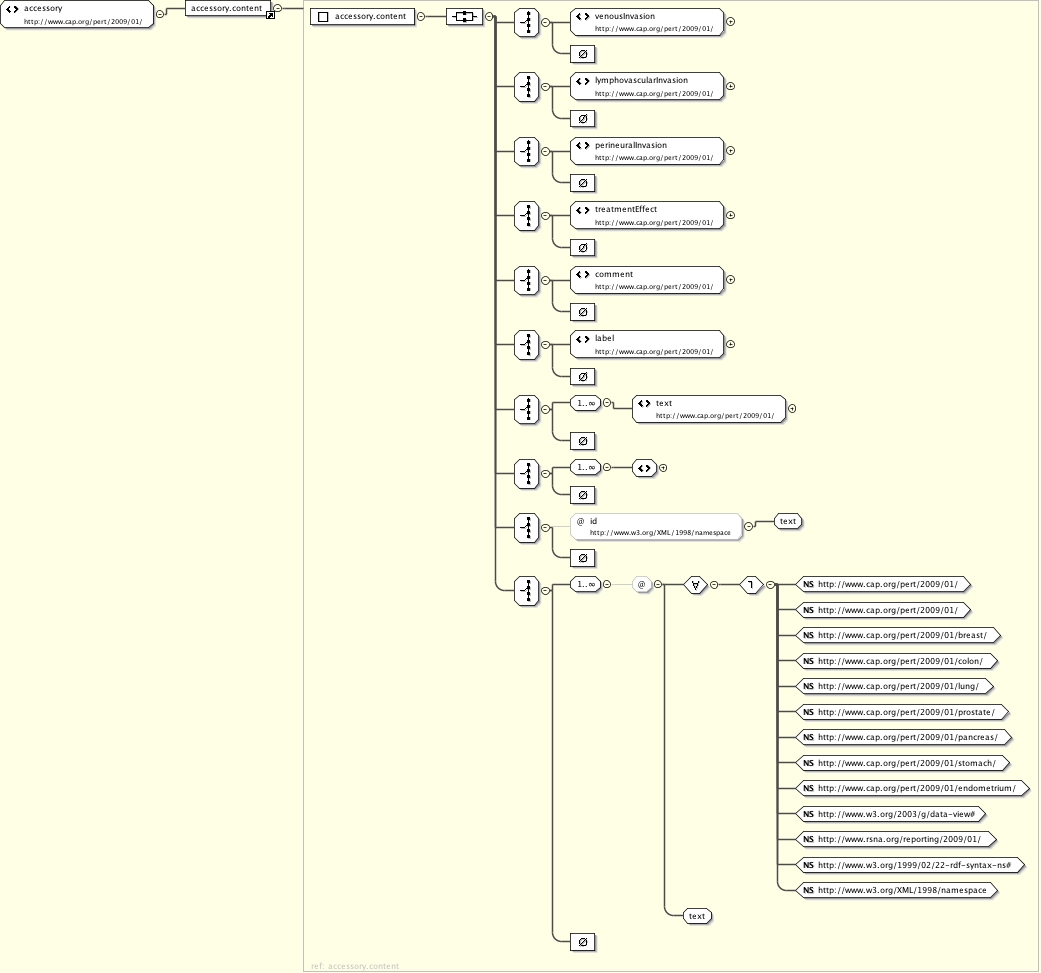 accessory
http://www.cap.org/pert/2009/01/
accessory.content
accessory.content
venousInvasion
http://www.cap.org/pert/2009/01/
Ø
lymphovascularInvasion
http://www.cap.org/pert/2009/01/
Ø
perineuralInvasion
http://www.cap.org/pert/2009/01/
Ø
treatmentEffect
http://www.cap.org/pert/2009/01/
Ø
comment
http://www.cap.org/pert/2009/01/
Ø
label
http://www.cap.org/pert/2009/01/
Ø
1..∞
text
http://www.cap.org/pert/2009/01/
Ø
1..∞
Ø
@ id
http://www.w3.org/XML/1998/namespace
text
Ø
1..∞ @ ∀ ㄱ
NS http://www.cap.org/pert/2009/01/
NS http://www.cap.org/pert/2009/01/
NS http://www.cap.org/pert/2009/01/breast/
NS http://www.cap.org/pert/2009/01/colon/
NS http://www.cap.org/pert/2009/01/lung/
NS http://www.cap.org/pert/2009/01/prostate/
NS http://www.cap.org/pert/2009/01/pancreas/
NS http://www.cap.org/pert/2009/01/stomach/
NS http://www.cap.org/pert/2009/01/endometrium/
NS http://www.w3.org/2003/g/data-view#
NS http://www.rsna.org/reporting/2009/01/
NS http://www.w3.org/1999/02/22-rdf-syntax-ns#
NS http://www.w3.org/XML/1998/namespace
text
Ø
ref: accessory.content